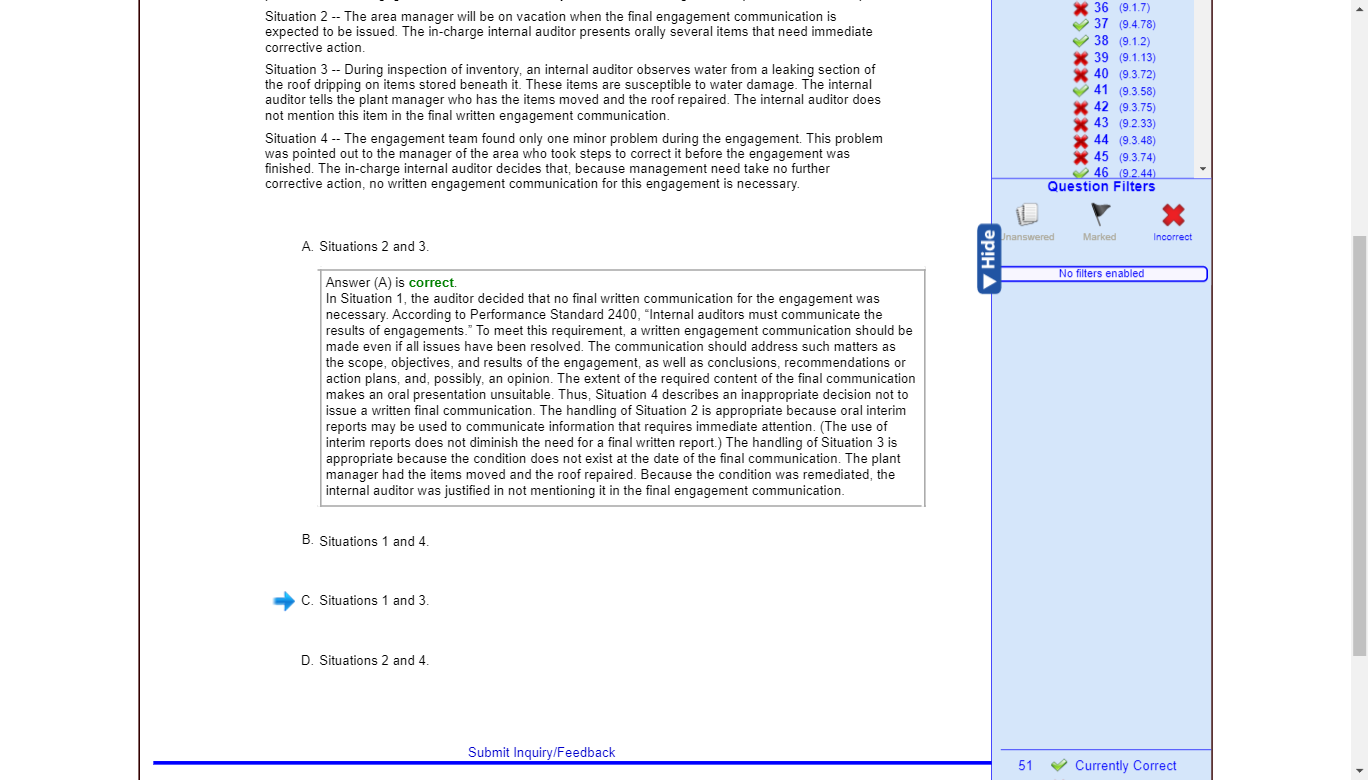 Situation 2 -- The area manager will be on vacation when the final engagement communication is
expected to be issued. The in-charge internal auditor presents orally several items that need immediate
corrective action.
Situation 3 -- During inspection of inventory, an internal auditor observes water from a leaking section of
the roof dripping on items stored beneath it. These items are susceptible to water damage. The internal
auditor tells the plant manager who has the items moved and the roof repaired. The internal auditor does
not mention this item in the final written engagement communication.
Situation 4 -- The engagement team found only one minor problem during the engagement. This problem
was pointed out to the manager of the area who took steps to correct it before the engagement was
finished. The in-charge internal auditor decides that, because management need take no further
corrective action, no written engagement communication for this engagement is necessary.
A. Situations 2 and 3.
Answer (A) is correct.
In Situation 1, the auditor decided that no final written communication for the engagement was
necessary. According to Performance Standard 2400, “Internal auditors must communicate the
results of engagements.” To meet this requirement, a written engagement communication should be
made even if all issues have been resolved. The communication should address such matters as
the scope, objectives, and results of the engagement, as well as conclusions, recommendations or
action plans, and, possibly, an opinion. The extent of the required content of the final communication
makes an oral presentation unsuitable. Thus, Situation 4 describes an inappropriate decision not to
issue a written final communication. The handling of Situation 2 is appropriate because oral interim
reports may be used to communicate information that requires immediate attention. (The use of
interim reports does not diminish the need for a final written report.) The handling of Situation 3 is
appropriate because the condition does not exist at the date of the final communication. The plant
manager had the items moved and the roof repaired. Because the condition was remediated, the
internal auditor was justified in not mentioning it in the final engagement communication.
B. Situations 1 and 4.
C. Situations 1 and 3.
D. Situations 2 and 4.
Submit Inquiry/Feedback
36 (9.1.7)
37 (9.4.78)
38 (9.1.2)
39 (9.1.13)
40 (9.3.72)
41 (9.3.58)
42 (9.3.75)
43 (9.2.33)
44 (9.3.48)
45 (9.3.74)
46 (9.2.44)
Question Filters
Unanswered Marked Incorrect
Hide
No filters enabled
51 Currently Correct